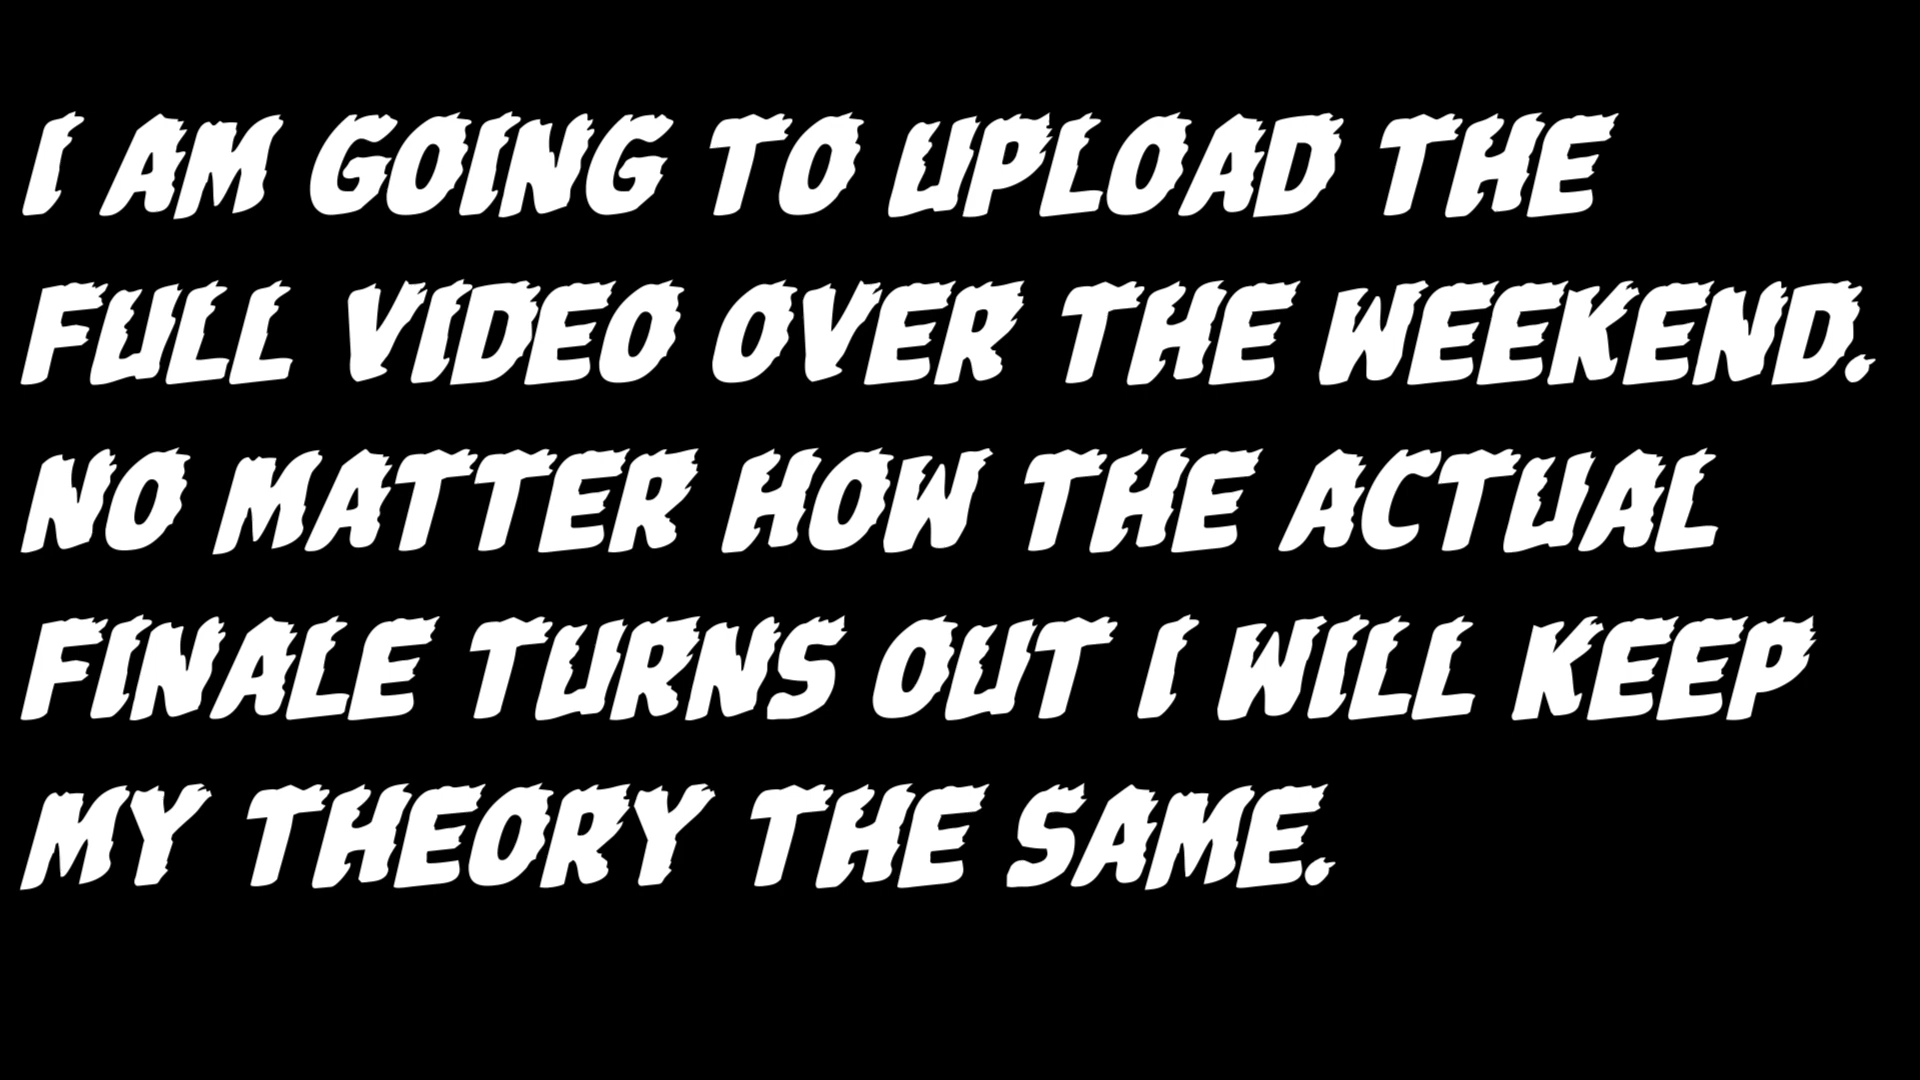 I AM GOING TO UPLOAD THE
FULL VIDEO OVER THE WEEKEND.
NO MATTER HOW THE ACTUAL
FINALE TURNS OUT I WILL KEEP
MY THEORY THE SAME.